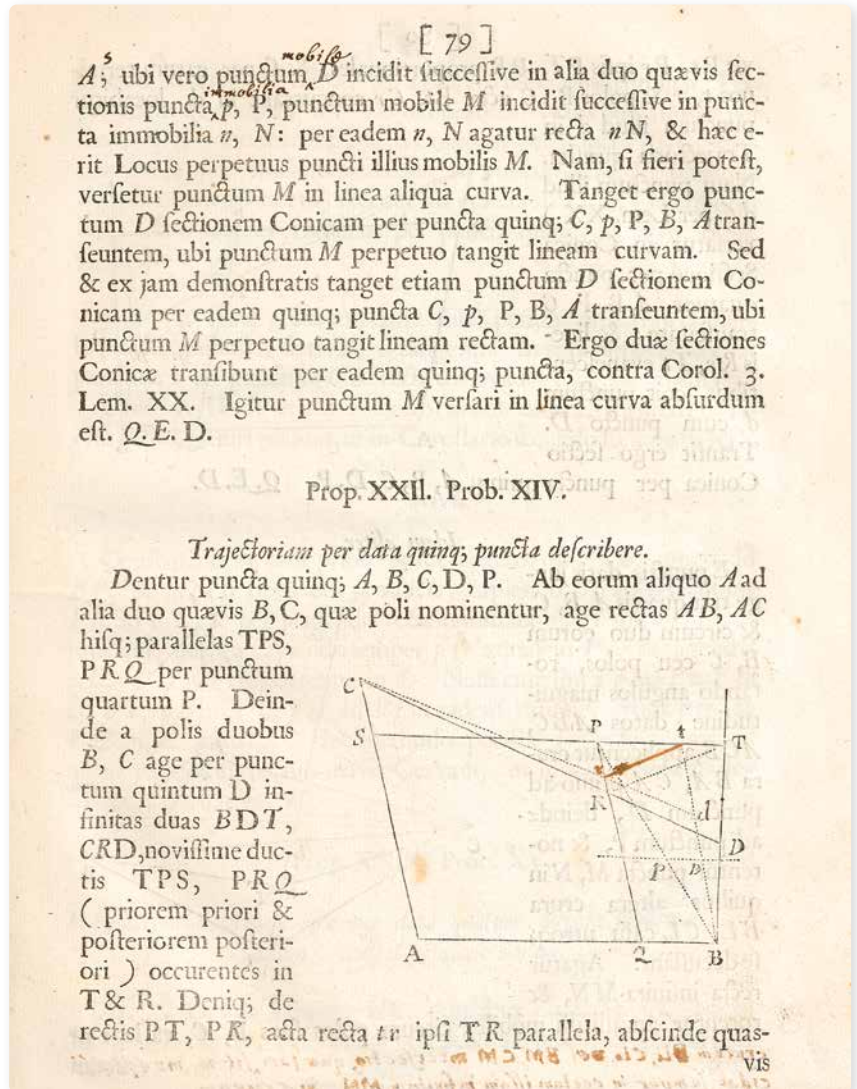 [ 79 ]
mobile
A; s ubi vero punctum ^ D incidit ſucceſſive in alia duo quævis ſec-
immobilia
tionis puncta ^ p, P, punctum mobile M incidit ſucceſſive in punc-
ta immobilia n, N: per eadem n, N agatur recta nN, & hæc e-
rit Locus perpetuus puncti illius mobilis M. Nam, ſi fieri poteſt,
verſetur punctum M in linea aliqua curva. Tanget ergo punc-
tum D ſectionem Conicam per puncta quinq; C, p, P, B, A tran-
ſeuntem, ubi punctum M perpetuo tangit lineam curvam. Sed
& ex jam demonſtratis tanget etiam punctum D ſectionem Co-
nicam per eadem quinq; puncta C, p, P, B, A tranſeuntem, ubi
punctum M perpetuo tangit lineam rectam. Ergo duæ ſectiones
Conicæ tranſibunt per eadem quinq; puncta, contra Corol. 3.
Lem. XX. Igitur punctum M verſari in linea curva abſurdum
eſt. Q. E. D.
Prop. XXII. Prob. XIV.
Trajectoriam per data quinq; puncta deſcribere.
Dentur puncta quinq; A, B, C, D, P. Ab eorum aliquo A ad
alia duo quævis B, C, quæ poli nominentur, age rectas AB, AC
hiſq; parallelas TPS,
PRQ per punctum
quartum P. Dein-
de a polis duobus
B, C age per punc-
tum quintum D in-
finitas duas BDT,
CRD, noviſſime duc-
tis TPS, PRQ
( priorem priori &
poſteriorem poſteri-
ori ) occurentes in
T & R. Deniq; de
rectis PT, PR, acta recta tr ipſi TR parallela, abſcinde quas-
vis
C
S
P
t
T
r
R
d
D
p
D
A
Q
B